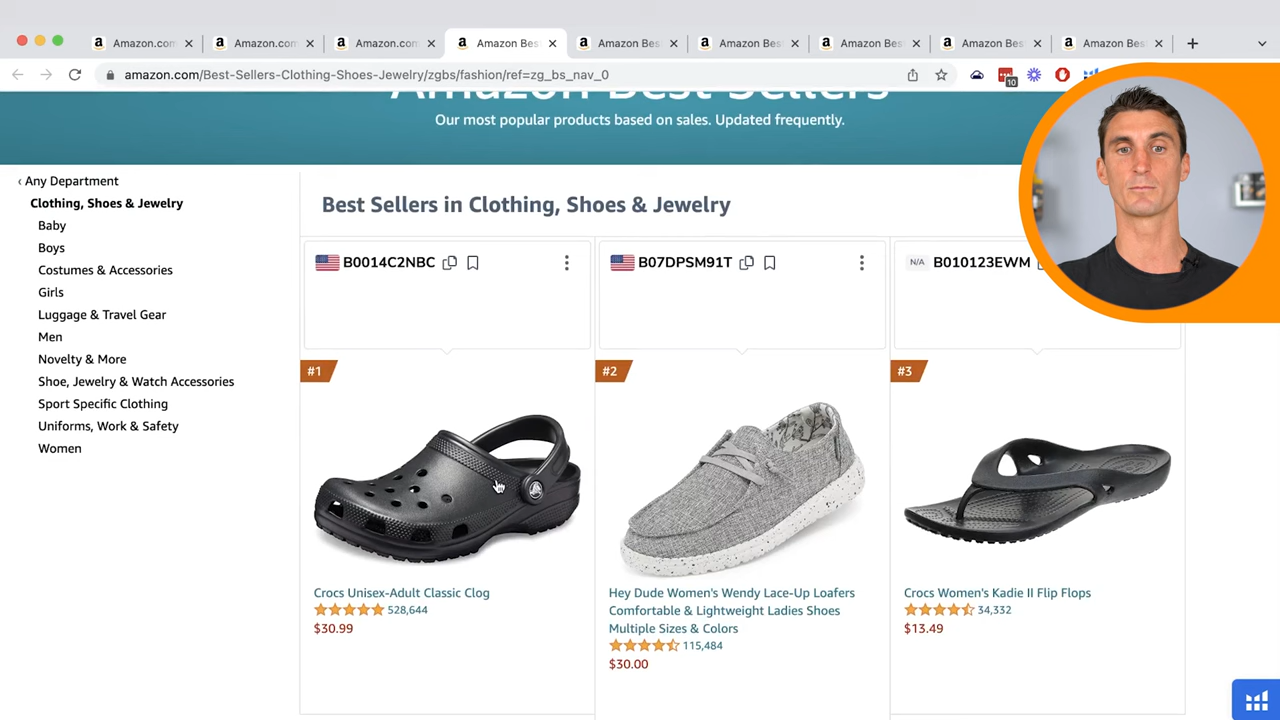 Amazon.com
Amazon.com
Amazon.com
Amazon Bes
Amazon Bes
Amazon Bes
Amazon Bes
Amazon Bes
Amazon Bes
amazon.com/Best-Sellers-Clothing-Shoes-Jewelry/zgbs/fashion/ref=zg_bs_nav_0
10
Amazon Best Sellers
Our most popular products based on sales. Updated frequently.
‹ Any Department
Clothing, Shoes & Jewelry
Baby
Boys
Costumes & Accessories
Girls
Luggage & Travel Gear
Men
Novelty & More
Shoe, Jewelry & Watch Accessories
Sport Specific Clothing
Uniforms, Work & Safety
Women
Best Sellers in Clothing, Shoes & Jewelry
B0014C2NBC
#1
Crocs Unisex-Adult Classic Clog
528,644
$30.99
B07DPSM91T
#2
Hey Dude Women's Wendy Lace-Up Loafers
Comfortable & Lightweight Ladies Shoes
Multiple Sizes & Colors
115,484
$30.00
N/A B010123EWM
#3
Crocs Women's Kadie II Flip Flops
34,332
$13.49